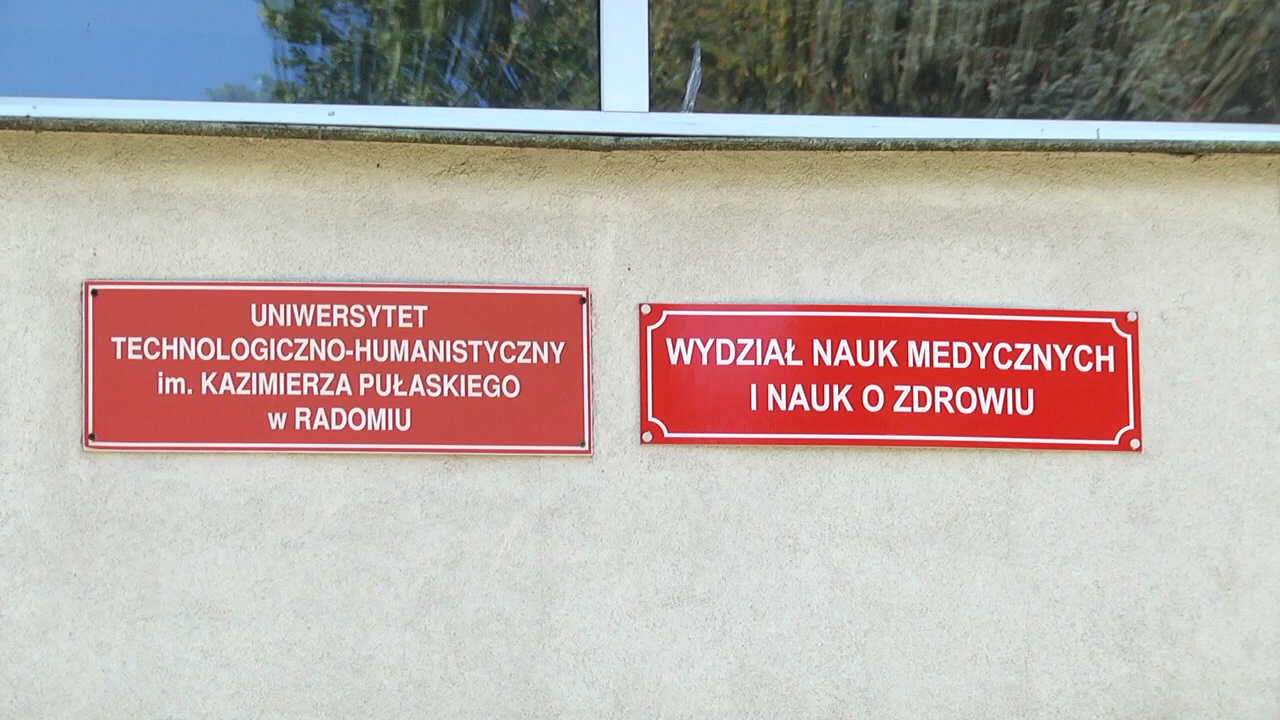 UNIWERSYTET
TECHNOLOGICZNO-HUMANISTYCZNY
im. KAZIMIERZA PUŁASKIEGO
w RADOMIU
WYDZIAŁ NAUK MEDYCZNYCH
I NAUK O ZDROWIU